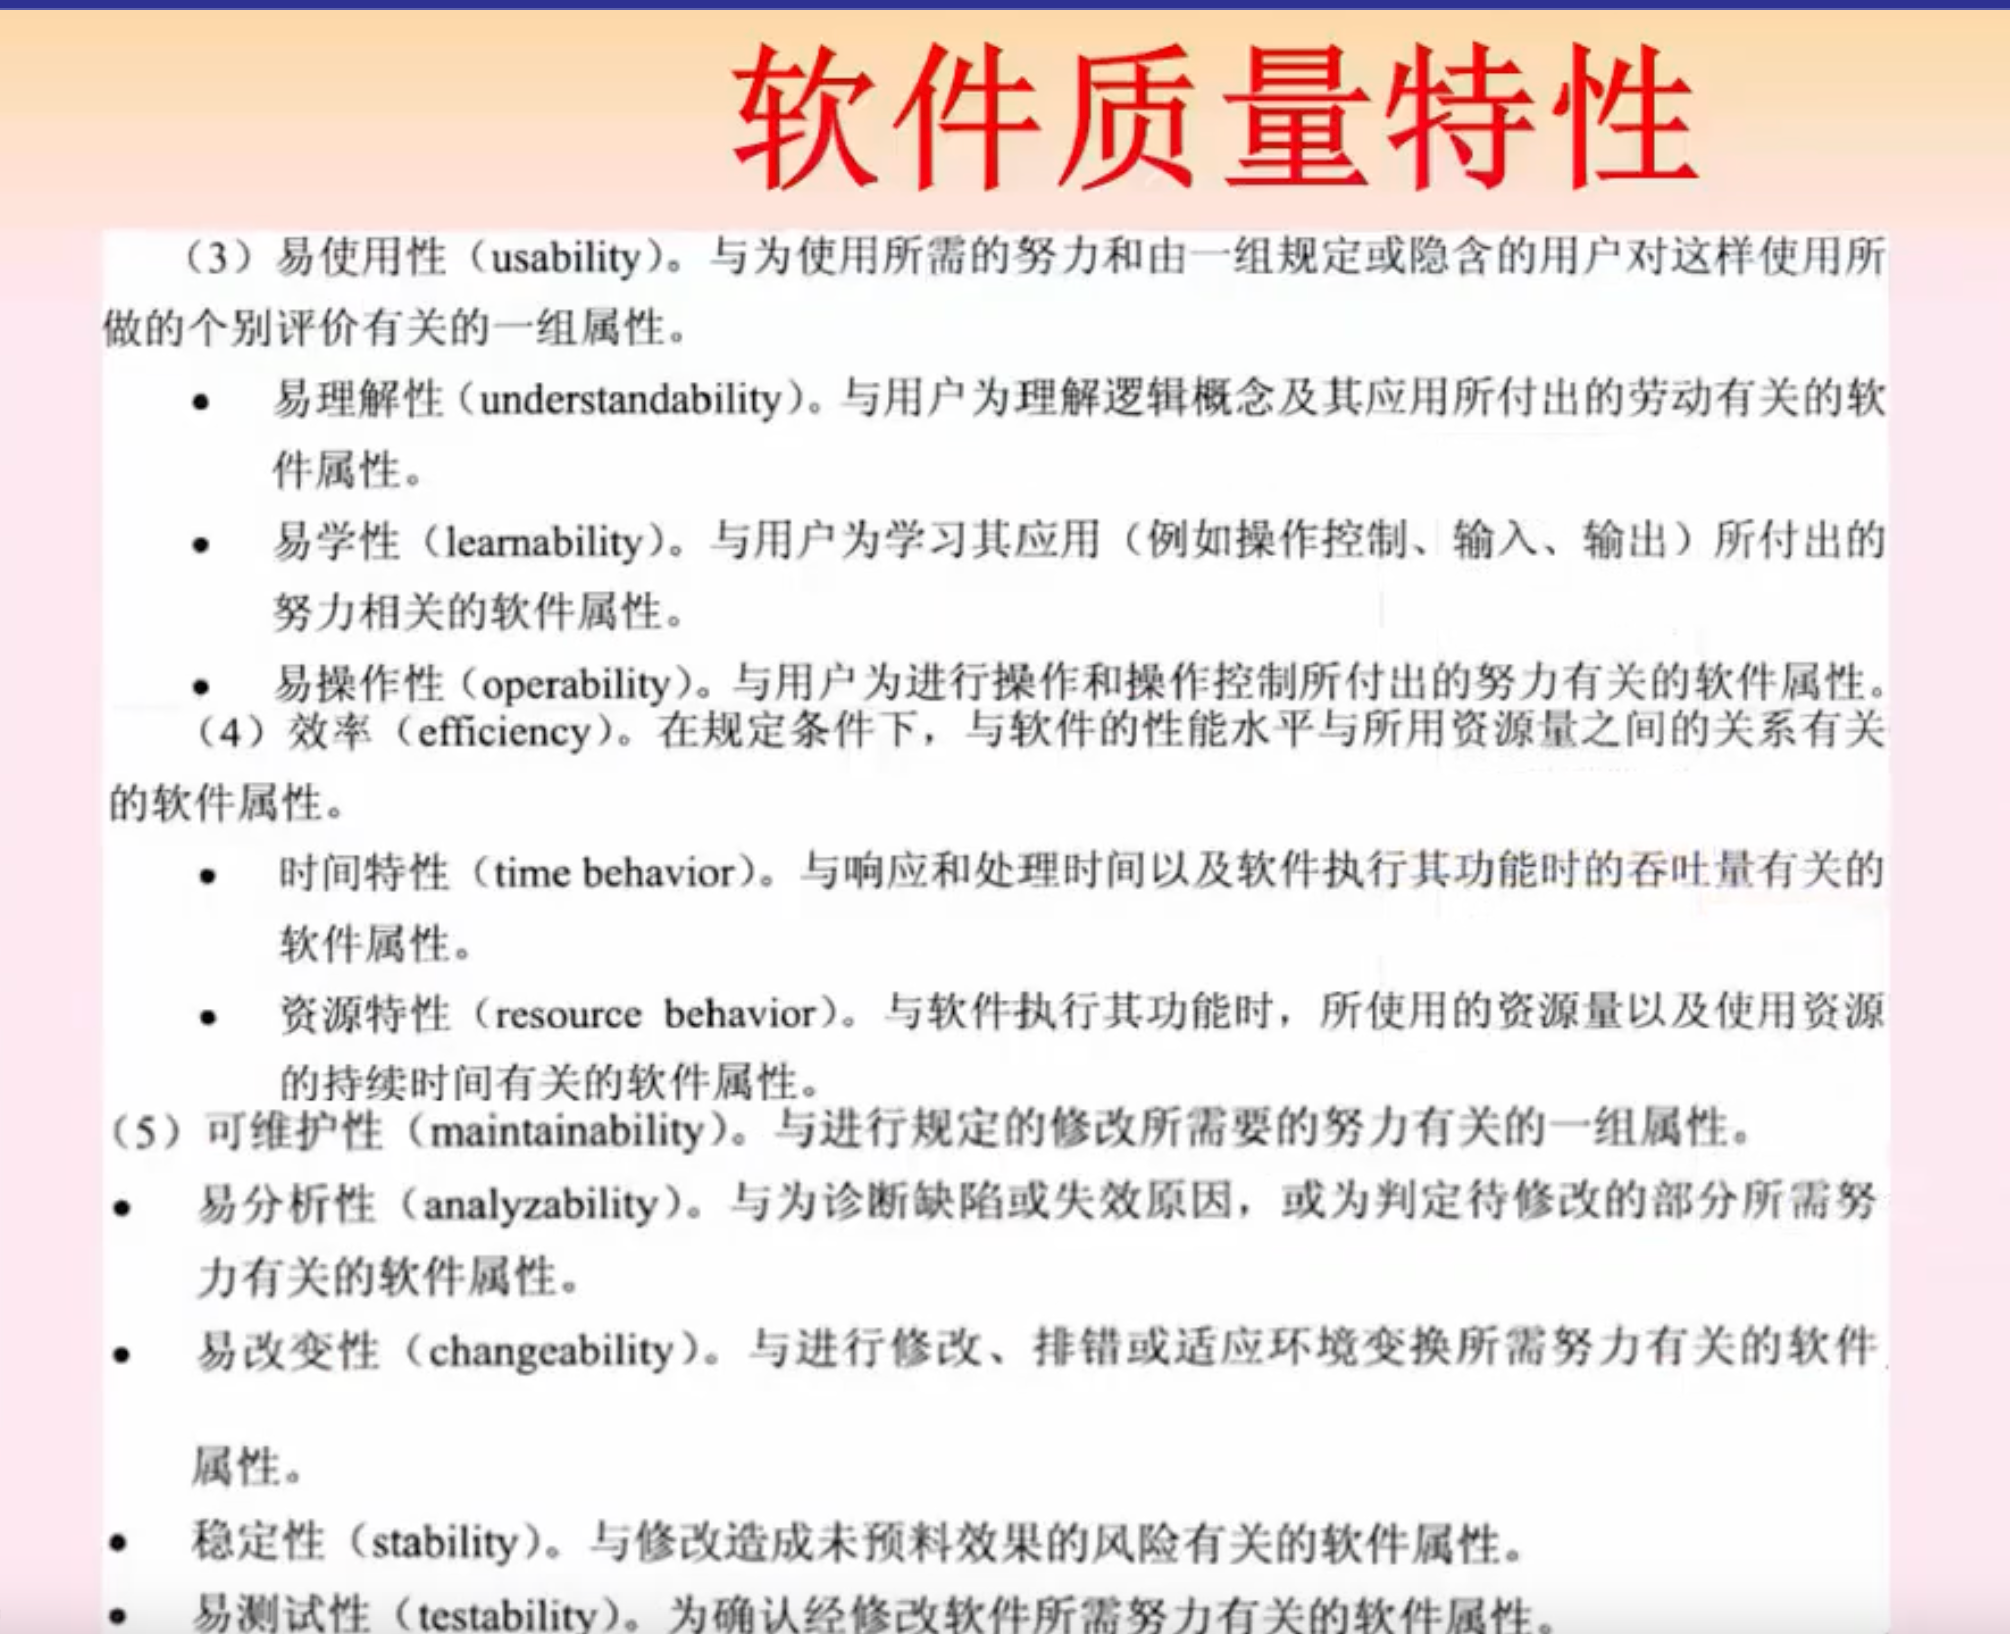 软件质量特性
（3）易使用性（usability）。与为使用所需的努力和由一组规定或隐含的用户对这样使用所
做的个别评价有关的一组属性。
● 易理解性（understandability）。与用户为理解逻辑概念及其应用所付出的劳动有关的软
件属性。
● 易学性（learnability）。与用户为学习其应用（例如操作控制、输入、输出）所付出的
努力相关的软件属性。
● 易操作性（operability）。与用户为进行操作和操作控制所付出的努力有关的软件属性。
（4）效率（efficiency）。在规定条件下，与软件的性能水平与所用资源量之间的关系有关
的软件属性。
● 时间特性（time behavior）。与响应和处理时间以及软件执行其功能时的吞吐量有关的
软件属性。
● 资源特性（resource behavior）。与软件执行其功能时，所使用的资源量以及使用资源
的持续时间有关的软件属性。
（5）可维护性（maintainability）。与进行规定的修改所需要的努力有关的一组属性。
● 易分析性（analyzability）。与为诊断缺陷或失效原因，或为判定待修改的部分所需努
力有关的软件属性。
● 易改变性（changeability）。与进行修改、排错或适应环境变换所需努力有关的软件
属性。
● 稳定性（stability）。与修改造成未预料效果的风险有关的软件属性。
● 易测试性（testability）。为确认经修改软件所需努力有关的软件属性。